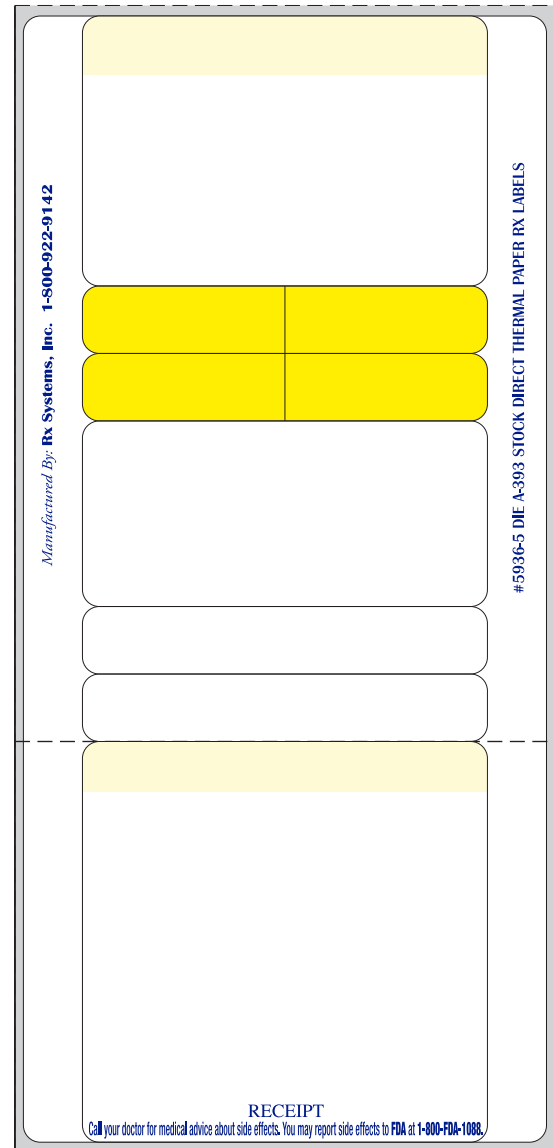 Manufactured By: Rx Systems, Inc. 1-800-922-9142
#5936-5 DIE A-393 STOCK DIRECT THERMAL PAPER RX LABELS
RECEIPT
Call your doctor for medical advice about side effects. You may report side effects to FDA at 1-800-FDA-1088.